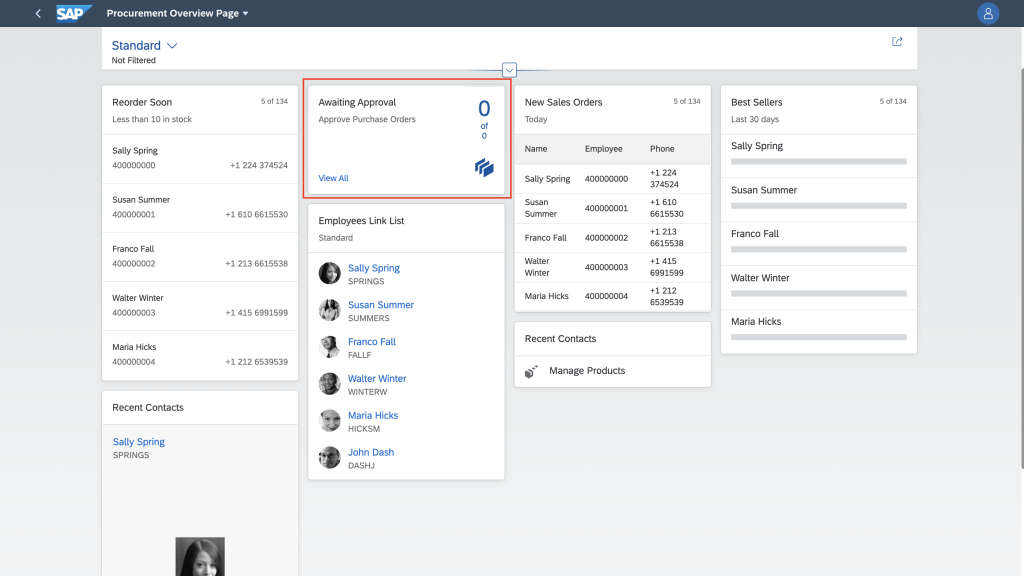 SAP
Procurement Overview Page
Standard
Not Filtered
Reorder Soon
5 of 134
Less than 10 in stock
Sally Spring
400000000
+1 224 374524
Susan Summer
400000001
+1 610 6615530
Franco Fall
400000002
+1 213 6615538
Walter Winter
400000003
+1 415 6991599
Maria Hicks
400000004
+1 212 6539539
Recent Contacts
Sally Spring
SPRINGS
Awaiting Approval
Approve Purchase Orders
0
of
0
View All
Employees Link List
Standard
Sally Spring
SPRINGS
Susan Summer
SUMMERS
Franco Fall
FALLF
Walter Winter
WINTERW
Maria Hicks
HICKSM
John Dash
DASHJ
New Sales Orders
5 of 134
Today
Name Employee Phone
Sally Spring 400000000 +1 224
374524
Susan
Summer 400000001 +1 610
6615530
Franco Fall 400000002 +1 213
6615538
Walter
Winter 400000003 +1 415
6991599
Maria Hicks 400000004 +1 212
6539539
Recent Contacts
Manage Products
Best Sellers
5 of 134
Last 30 days
Sally Spring
Susan Summer
Franco Fall
Walter Winter
Maria Hicks